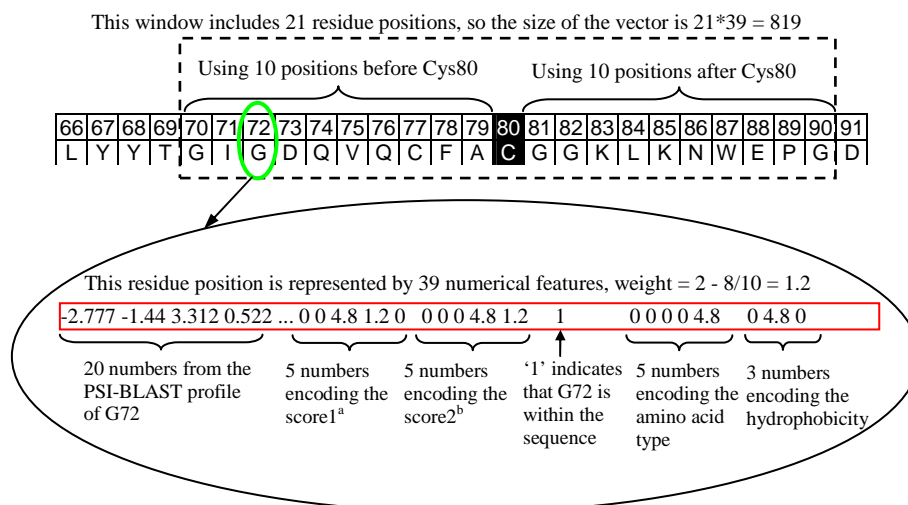 This window includes 21 residue positions, so the size of the vector is 21*39 = 819
Using 10 positions before Cys80 Using 10 positions after Cys80
66 67 68 69 70 71 72 73 74 75 76 77 78 79 80 81 82 83 84 85 86 87 88 89 90 91
L Y Y T G I G D Q V Q C F A C G G K L K N W E P G D
This residue position is represented by 39 numerical features, weight = 2 - 8/10 = 1.2
-2.777 -1.44 3.312 0.522 ... 0 0 4.8 1.2 0 0 0 0 4.8 1.2 1 0 0 0 0 4.8 0 4.8 0
20 numbers from the
PSI-BLAST profile
of G72
5 numbers
encoding the
score1a
5 numbers
encoding the
score2b
‘1’ indicates
that G72 is
within the
sequence
5 numbers
encoding the
amino acid
type
3 numbers
encoding the
hydrophobicity